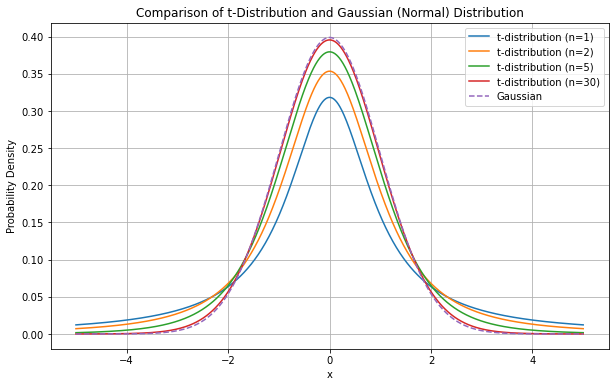 Comparison of t-Distribution and Gaussian (Normal) Distribution
t-distribution (n=1)
t-distribution (n=2)
t-distribution (n=5)
t-distribution (n=30)
Gaussian
Probability Density
0.40
0.35
0.30
0.25
0.20
0.15
0.10
0.05
0.00
−4 −2 0 2 4
x